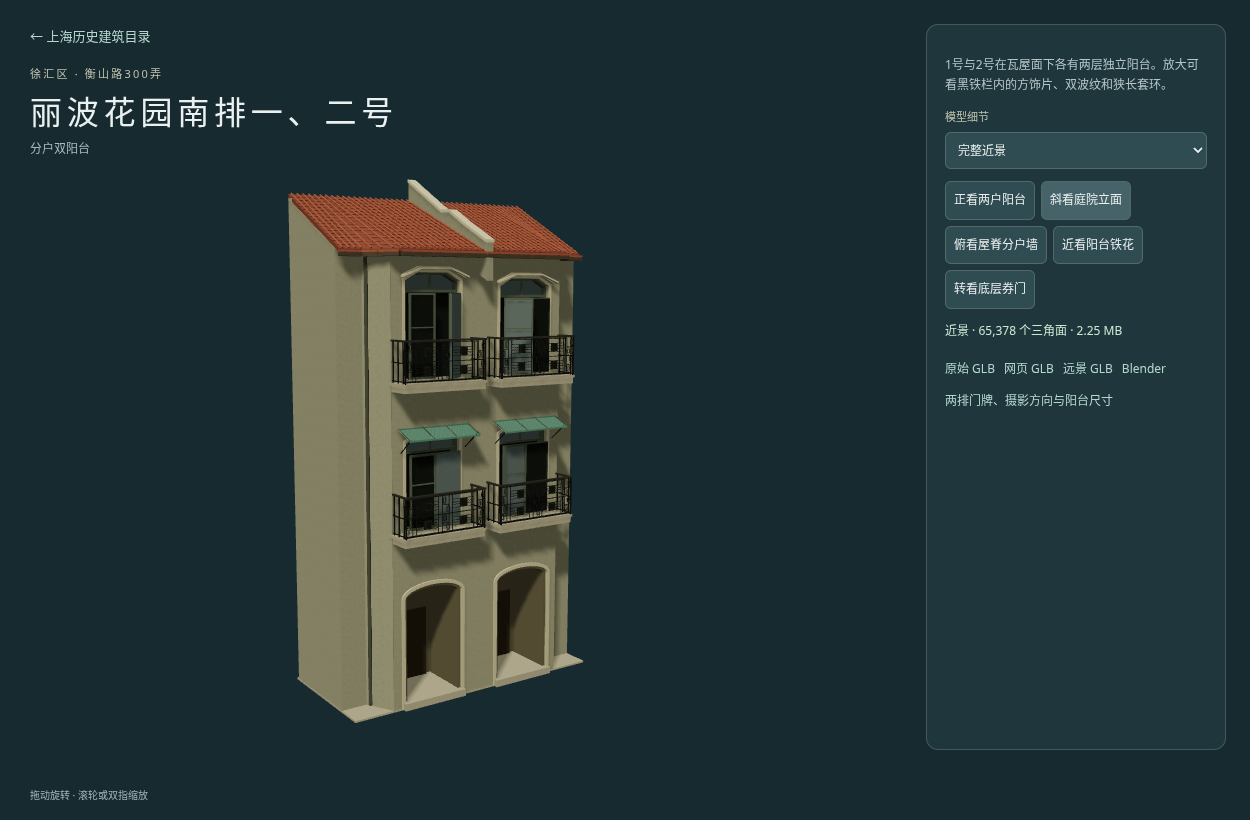 ← 上海历史建筑目录
徐汇区 · 衡山路300弄
丽波花园南排一、二号
分户双阳台
1号与2号在瓦屋面下各有两层独立阳台。放大可
看黑铁栏内的方饰片、双波纹和狭长套环。
模型细节
完整近景
正看两户阳台
斜看庭院立面
俯看屋脊分户墙
近看阳台铁花
转看底层券门
近景 · 65,378 个三角面 · 2.25 MB
原始 GLB 网页 GLB 远景 GLB Blender
两排门牌、摄影方向与阳台尺寸
拖动旋转 · 滚轮或双指缩放